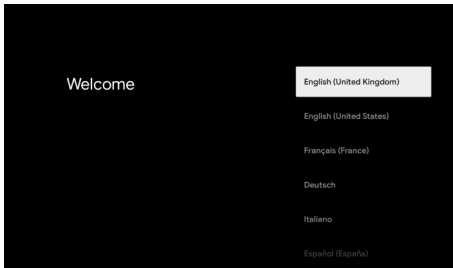 Welcome
English (United Kingdom)
English (United States)
Français (France)
Deutsch
Italiano
Español (España)